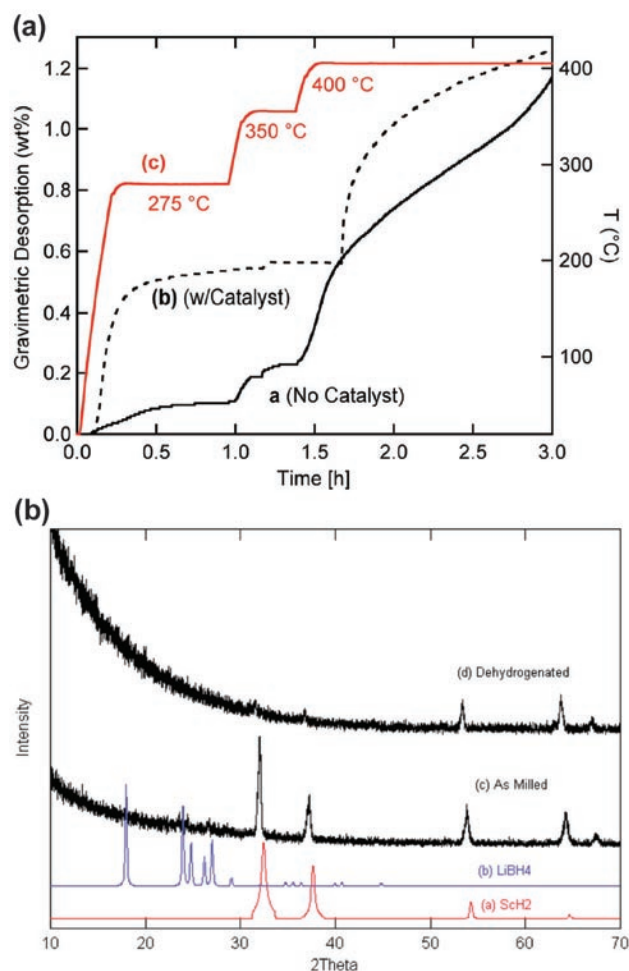 (a)
1.2
1.0
0.8
0.6
0.4
0.2
0.0
Gravimetric Desorption (wt%)
400
300
200
100
T (°C)
400 °C
350 °C
(c)
275 °C
(b) (w/Catalyst)
a (No Catalyst)
0.0 0.5 1.0 1.5 2.0 2.5 3.0
Time [h]
(b)
Intensity
(d) Dehydrogenated
(c) As Milled
(b) LiBH4
(a) ScH2
10 20 30 40 50 60 70
2Theta